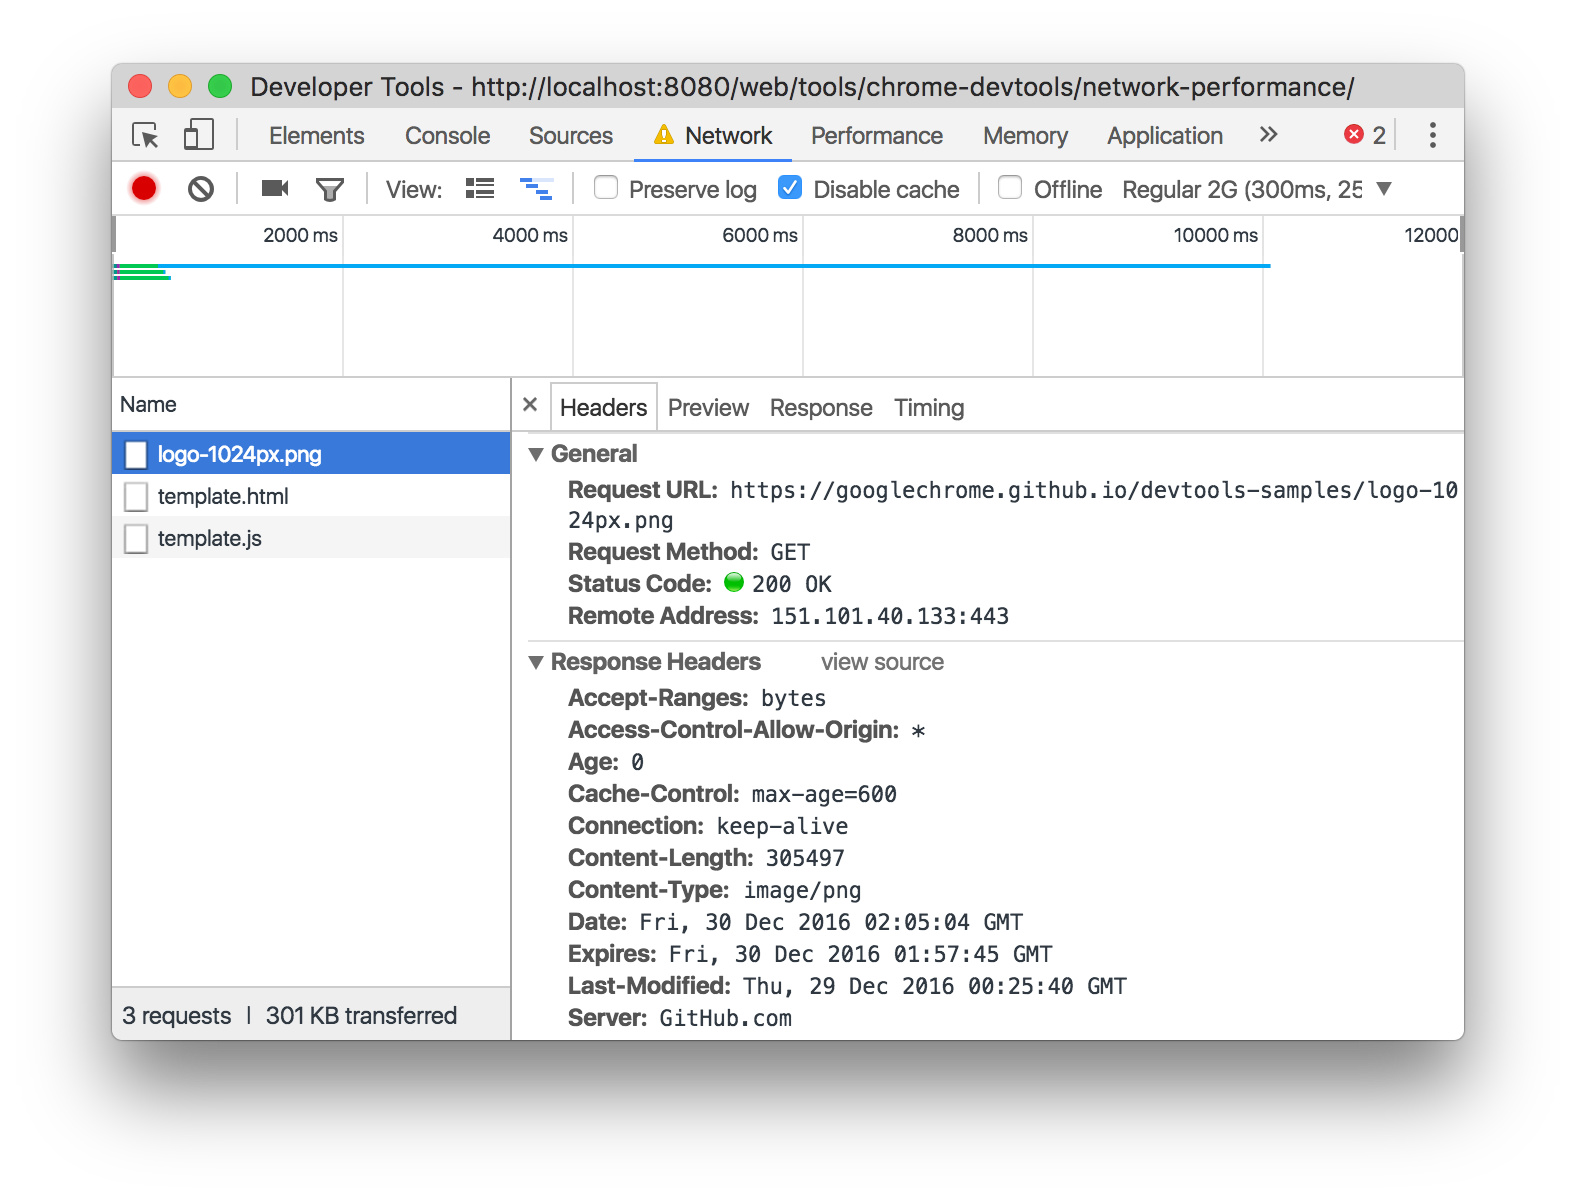 Developer Tools - http://localhost:8080/web/tools/chrome-devtools/network-performance/
Elements Console Sources Network Performance Memory Application » 2
View: Preserve log Disable cache Offline Regular 2G (300ms, 25
2000 ms 4000 ms 6000 ms 8000 ms 10000 ms 12000
Name
logo-1024px.png
template.html
template.js
3 requests | 301 KB transferred
× Headers Preview Response Timing
General
Request URL: https://googlechrome.github.io/devtools-samples/logo-10
24px.png
Request Method: GET
Status Code: 200 OK
Remote Address: 151.101.40.133:443
Response Headers view source
Accept-Ranges: bytes
Access-Control-Allow-Origin: *
Age: 0
Cache-Control: max-age=600
Connection: keep-alive
Content-Length: 305497
Content-Type: image/png
Date: Fri, 30 Dec 2016 02:05:04 GMT
Expires: Fri, 30 Dec 2016 01:57:45 GMT
Last-Modified: Thu, 29 Dec 2016 00:25:40 GMT
Server: GitHub.com